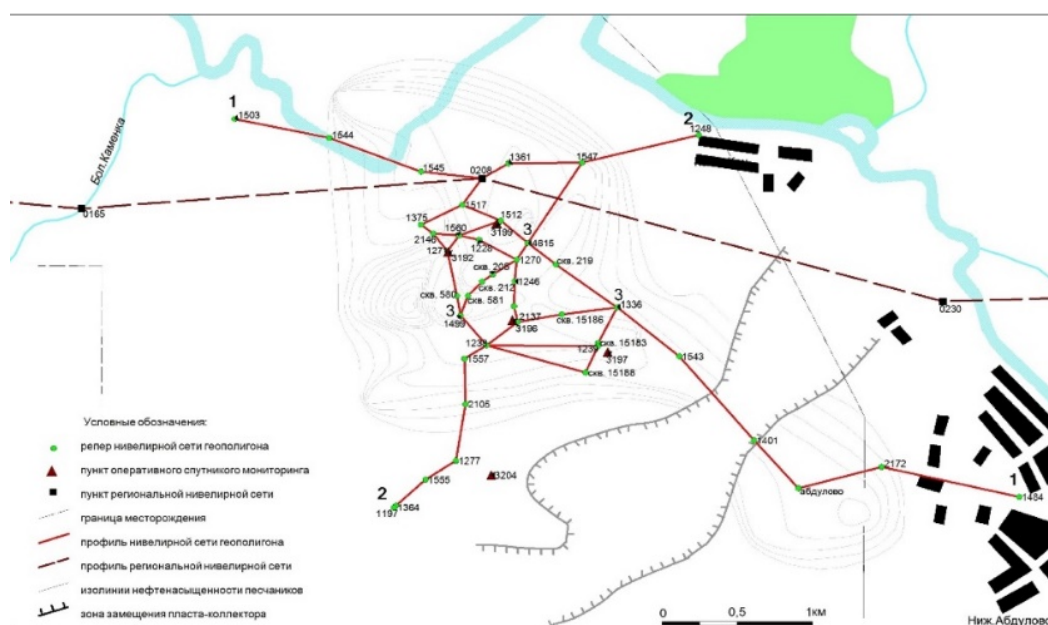 1
1503
2
1248
1544
1361
1547
Бол.Каменка
1545
0208
0165
1517
1375
1512
3199
2146
1560
3
1228
4815
127
3192
1270
скв. 219
скв. 205
скв. 212
1246
скв. 580
скв. 581
3
1336
3
1499
2137
3196
скв. 15186
0230
1238
скв. 15183
1239
3197
1557
1543
скв. 15188
2105
Условные обозначения:
репер нивелирной сети геополигона
1401
1277
2172
пункт оперативного спутникого мониторинга
3204
1555
абдулово
1
пункт региональной нивелирной сети
2
1484
1364
1197
граница месторождения
профиль нивелирной сети геополигона
профиль региональной нивелирной сети
изолинии нефтенасыщенности песчаников
зона замещения пласта-коллектора
0 0,5 1км
Ниж.Абдулово